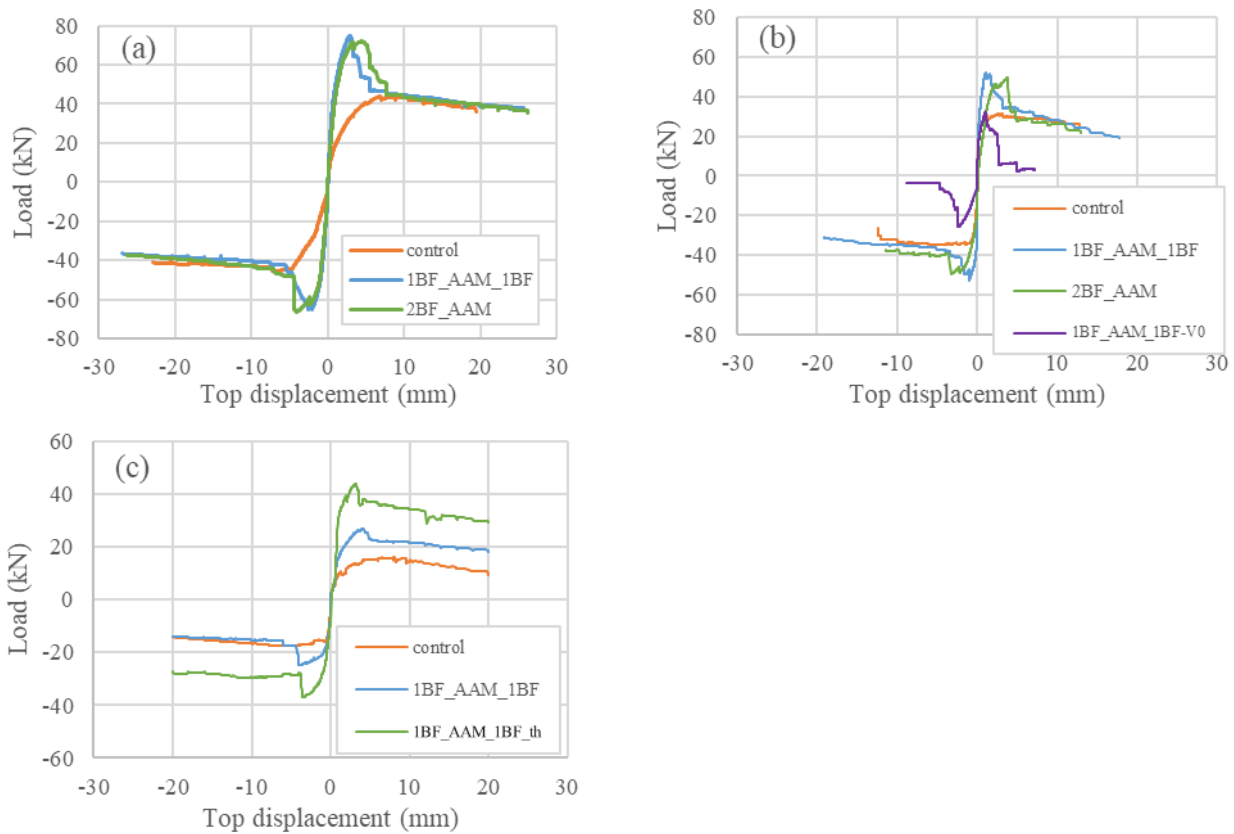 (a)
Load (kN)
80
60
40
20
0
-20
-40
-60
-80
-30 -20 -10 0 10 20 30
Top displacement (mm)
control
1BF_AAM_1BF
2BF_AAM
(b)
Load (kN)
80
60
40
20
0
-20
-40
-60
-80
-30 -20 -10 0 10 20 30
Top displacement (mm)
control
1BF_AAM_1BF
2BF_AAM
1BF_AAM_1BF-V0
(c)
Load (kN)
60
40
20
0
-20
-40
-60
-30 -20 -10 0 10 20 30
Top displacement (mm)
control
1BF_AAM_1BF
1BF_AAM_1BF_th